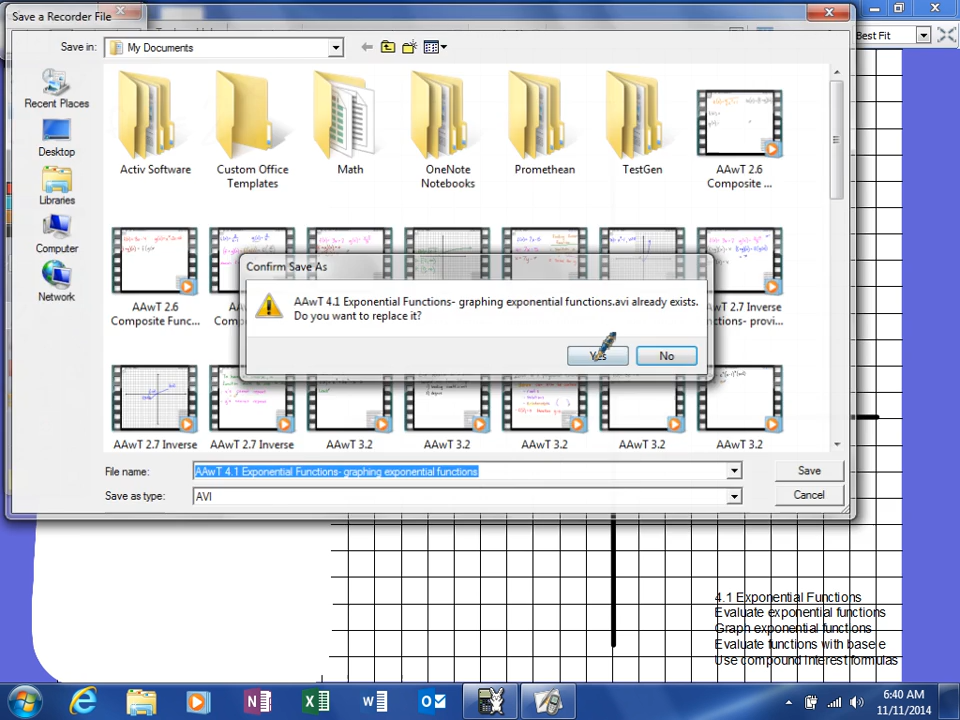 Save a Recorder File
Save in:
My Documents
Best Fit
Recent Places
Desktop
Libraries
Computer
Network
Activ Software
Custom Office
Templates
Math
OneNote
Notebooks
Promethean
TestGen
AAwT 2.6
Composite ...
AAwT 2.6
Composite Func...
AAwT 2.7 Inverse
Confirm Save As
AAwT 4.1 Exponential Functions- graphing exponential functions.avi already exists.
Do you want to replace it?
Yes
No
AAwT 2.7 Inverse
AAwT 2.7 Inverse
AAwT 3.2
AAwT 3.2
AAwT 3.2
AAwT 3.2
AAwT 3.2
File name:
AAwT 4.1 Exponential Functions- graphing exponential functions
Save
Save as type:
AVI
Cancel
4.1 Exponential Functions
Evaluate exponential functions
Graph exponential functions
Evaluate functions with base e
Use compound interest formulas
6:40 AM
11/11/2014